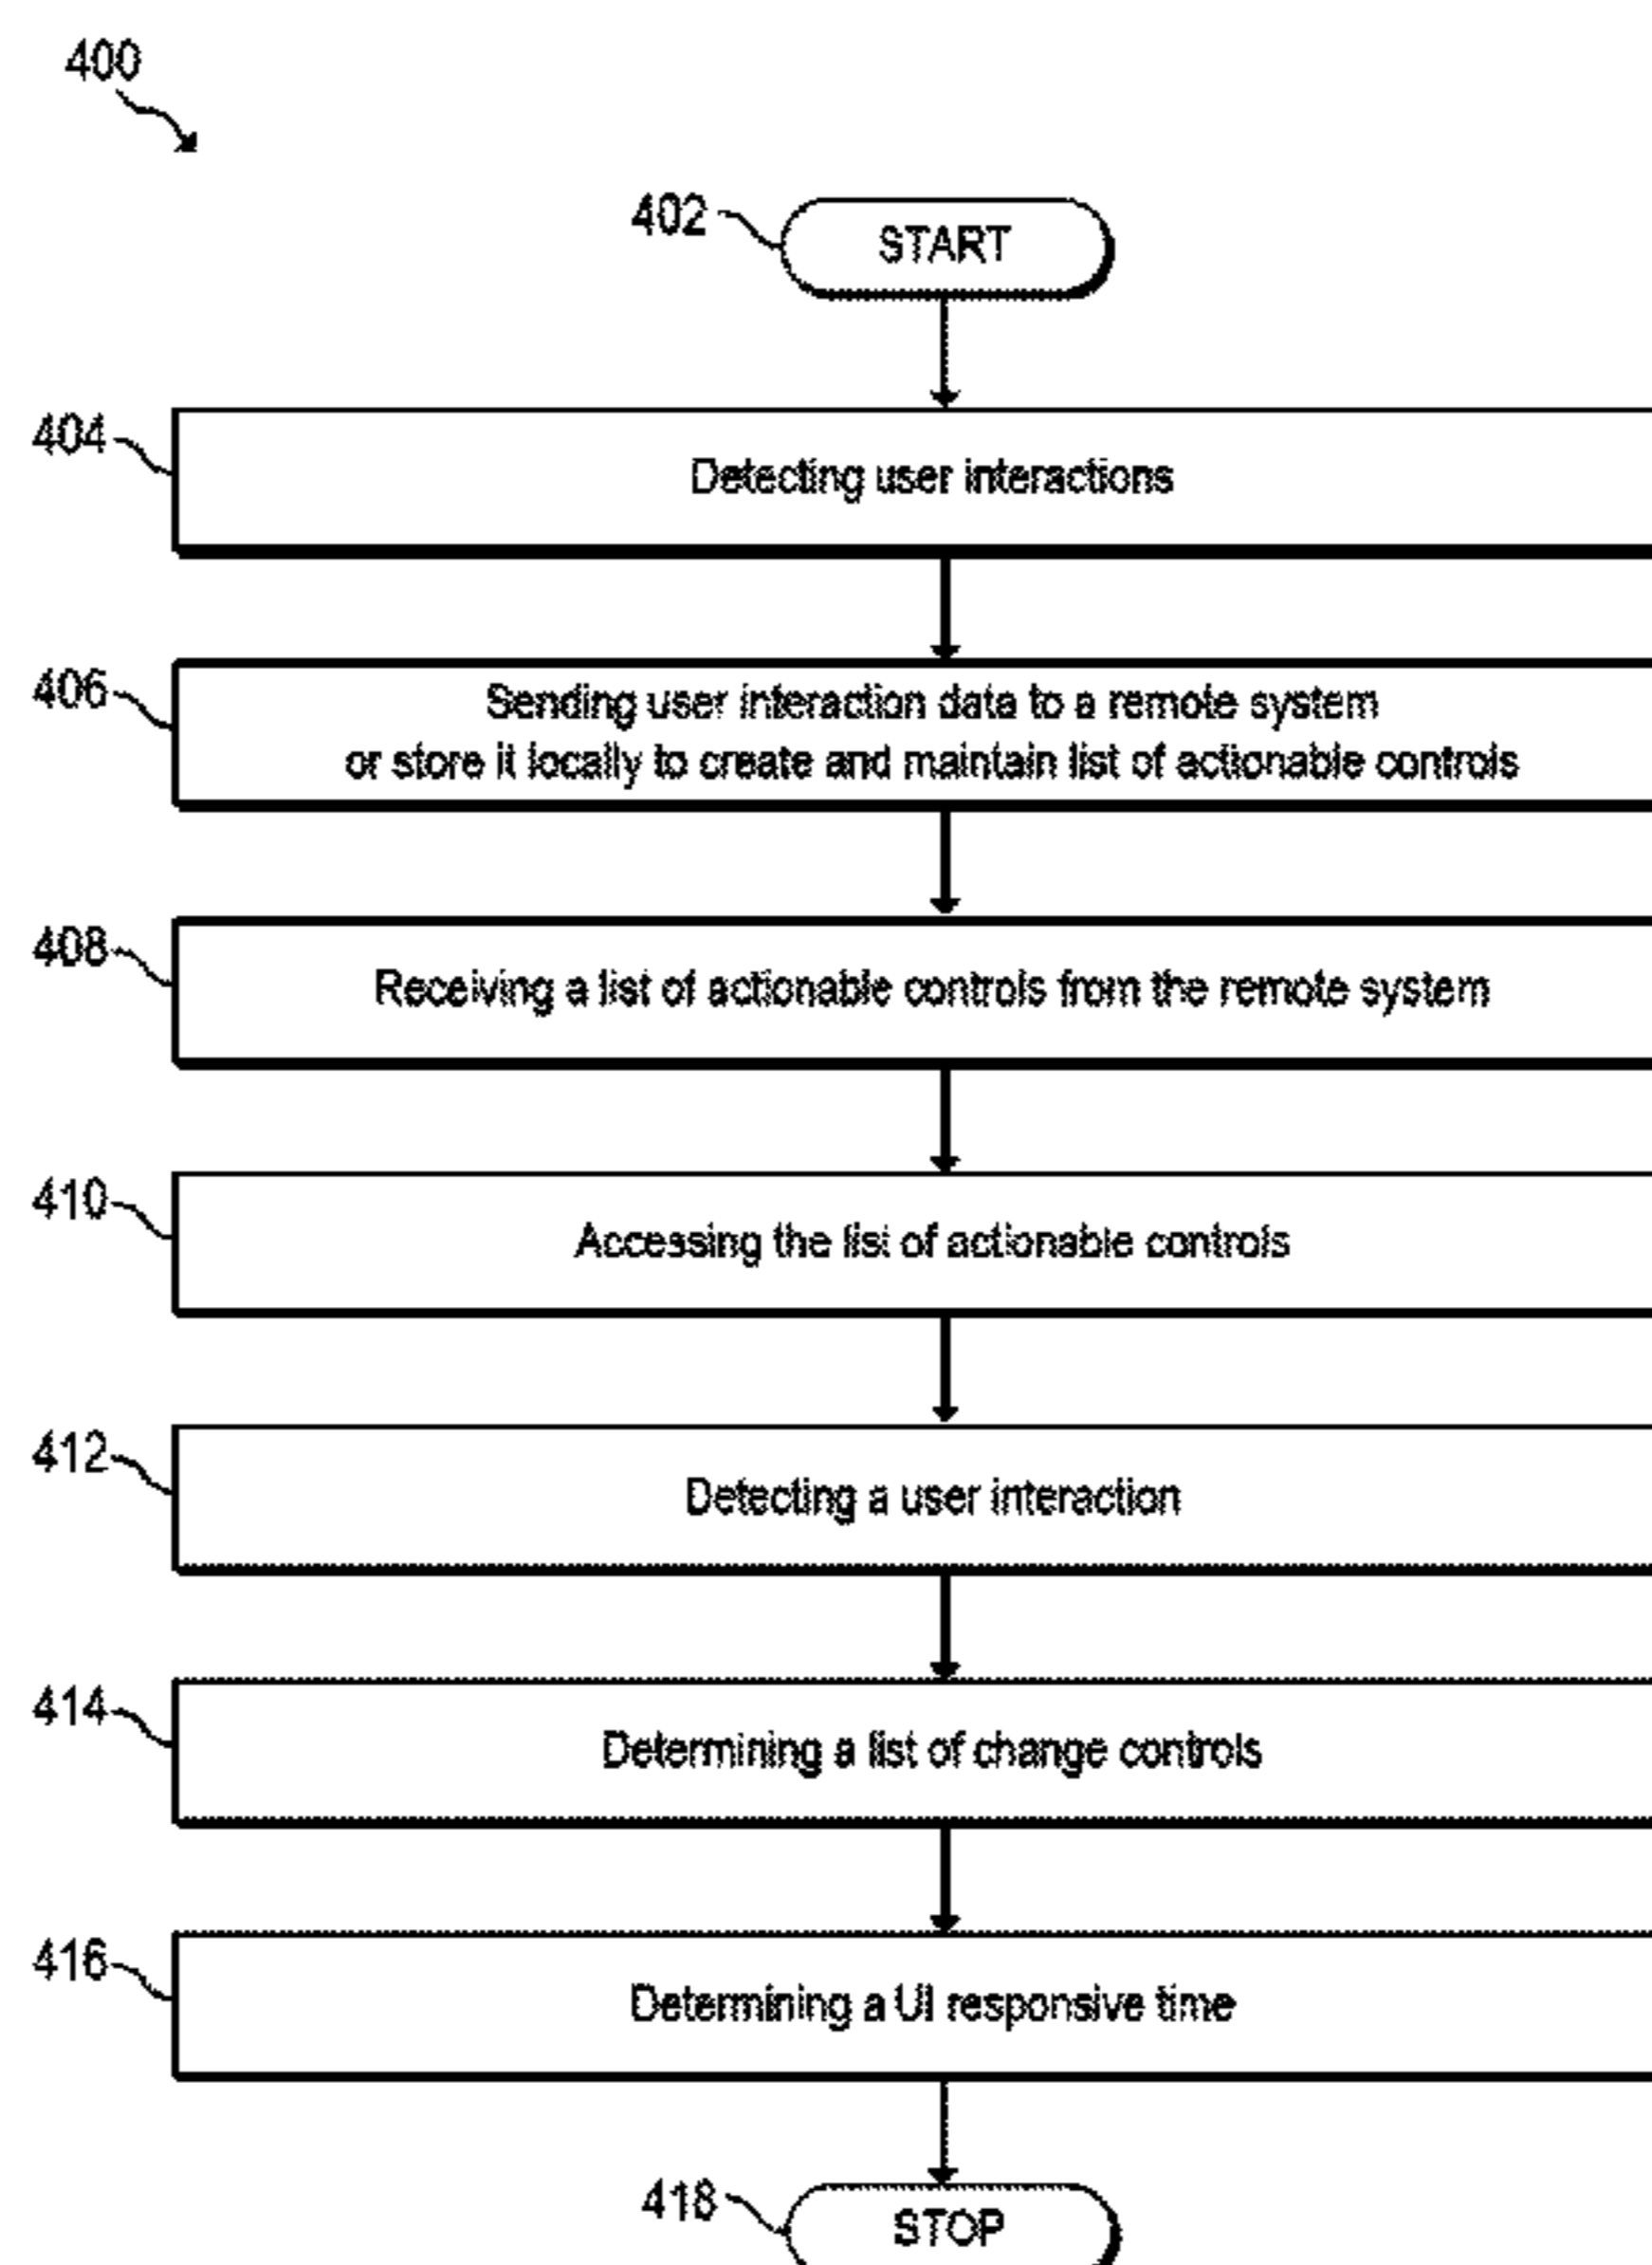 400
402
START
404
Detecting user interactions
406
Sending user interaction data to a remote system
or store it locally to create and maintain list of actionable controls
408
Receiving a list of actionable controls from the remote system
410
Accessing the list of actionable controls
412
Detecting a user interaction
414
Determining a list of change controls
416
Determining a UI responsive time
418
STOP